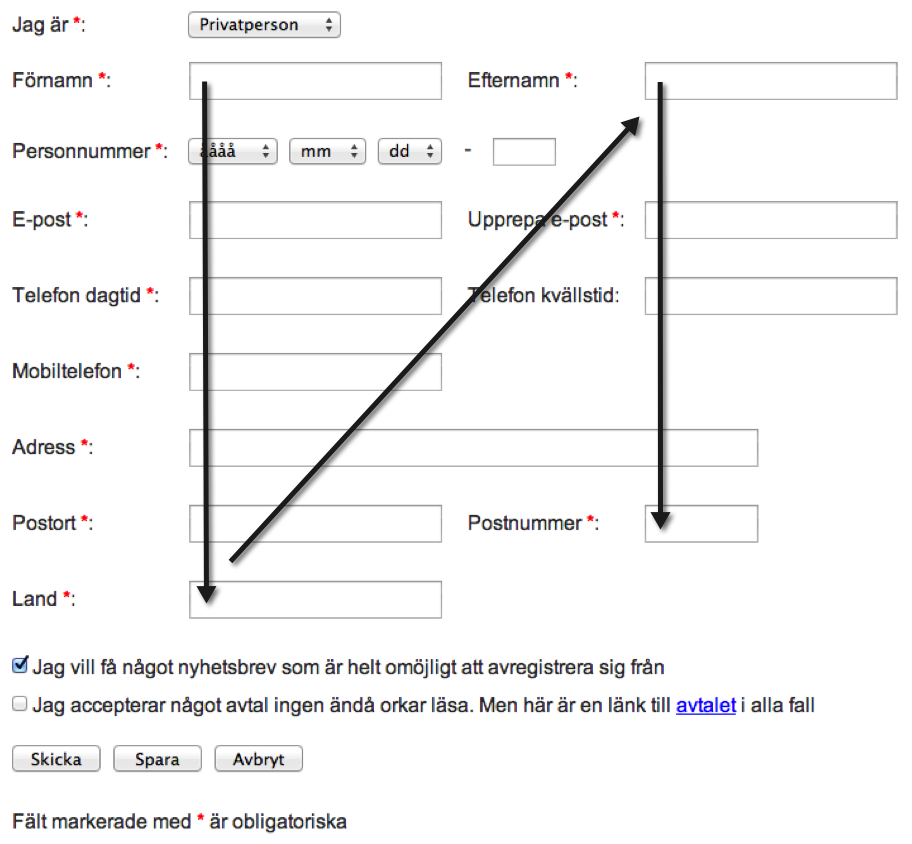 Jag är *: Privatperson
Förnamn *: Efternamn *:
Personnummer *: åååå mm dd -
E-post *: Upprepa e-post *:
Telefon dagtid *: Telefon kvällstid:
Mobiltelefon *:
Adress *:
Postort *: Postnummer *:
Land *:
Jag vill få något nyhetsbrev som är helt omöjligt att avregistrera sig från
Jag accepterar något avtal ingen ändå orkar läsa. Men här är en länk till avtalet i alla fall
Skicka Spara Avbryt
Fält markerade med * är obligatoriska